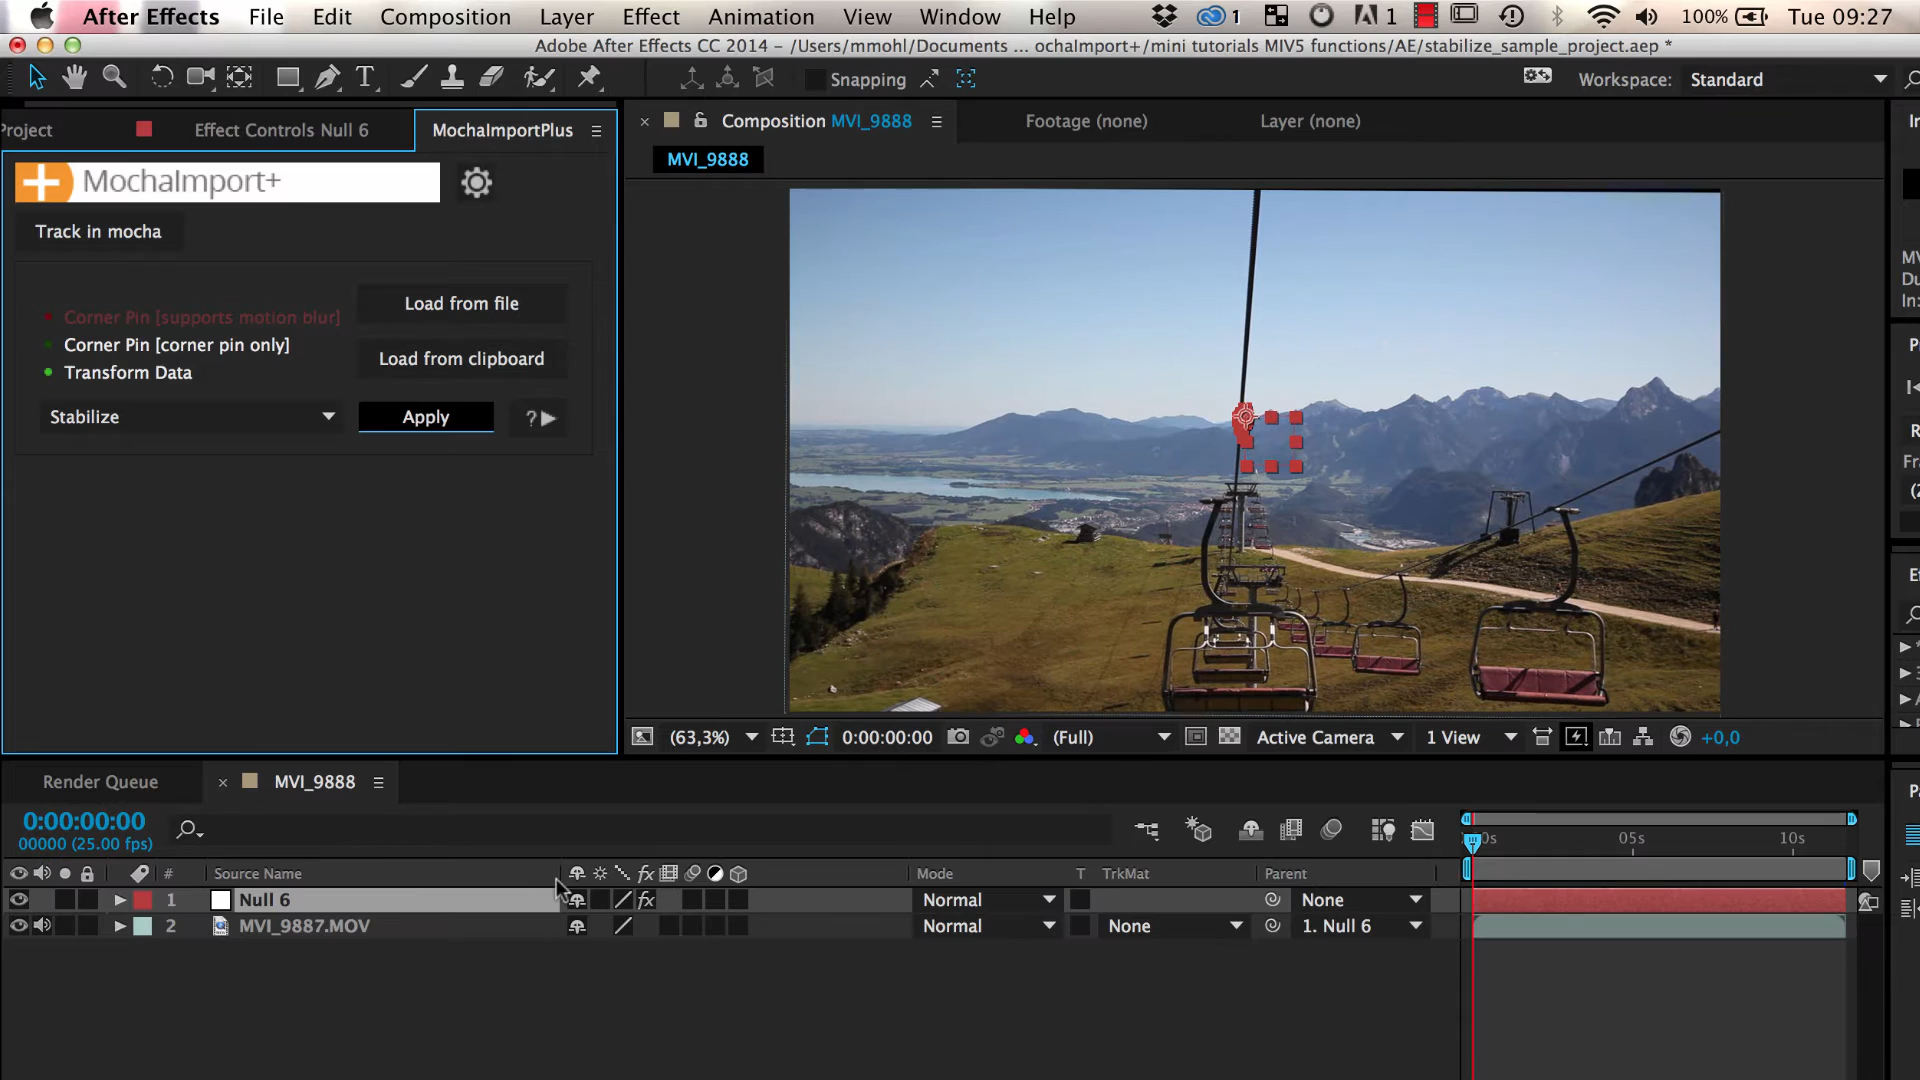 After Effects File Edit Composition Layer Effect Animation View Window Help 1 1 100% Tue 09:27
Adobe After Effects CC 2014 - /Users/mmohl/Documents ... ochaImport+/mini tutorials MIV5 functions/AE/stabilize_sample_project.aep *
T Snapping Workspace: Standard
Project Effect Controls Null 6 MochaImportPlus
Composition MVI_9888 Footage (none) Layer (none)
MVI_9888
MochaImport+
Track in mocha
Load from file
Corner Pin [supports motion blur]
Corner Pin [corner pin only]
Load from clipboard
Transform Data
Stabilize Apply ?
(63,3%) 0:00:00:00 (Full) Active Camera 1 View +0,0
Render Queue MVI_9888
0:00:00:00
00000 (25.00 fps)
05s 10s
# Source Name fx Mode T TrkMat Parent
1 Null 6 fx Normal None
2 MVI_9887.MOV Normal None 1. Null 6